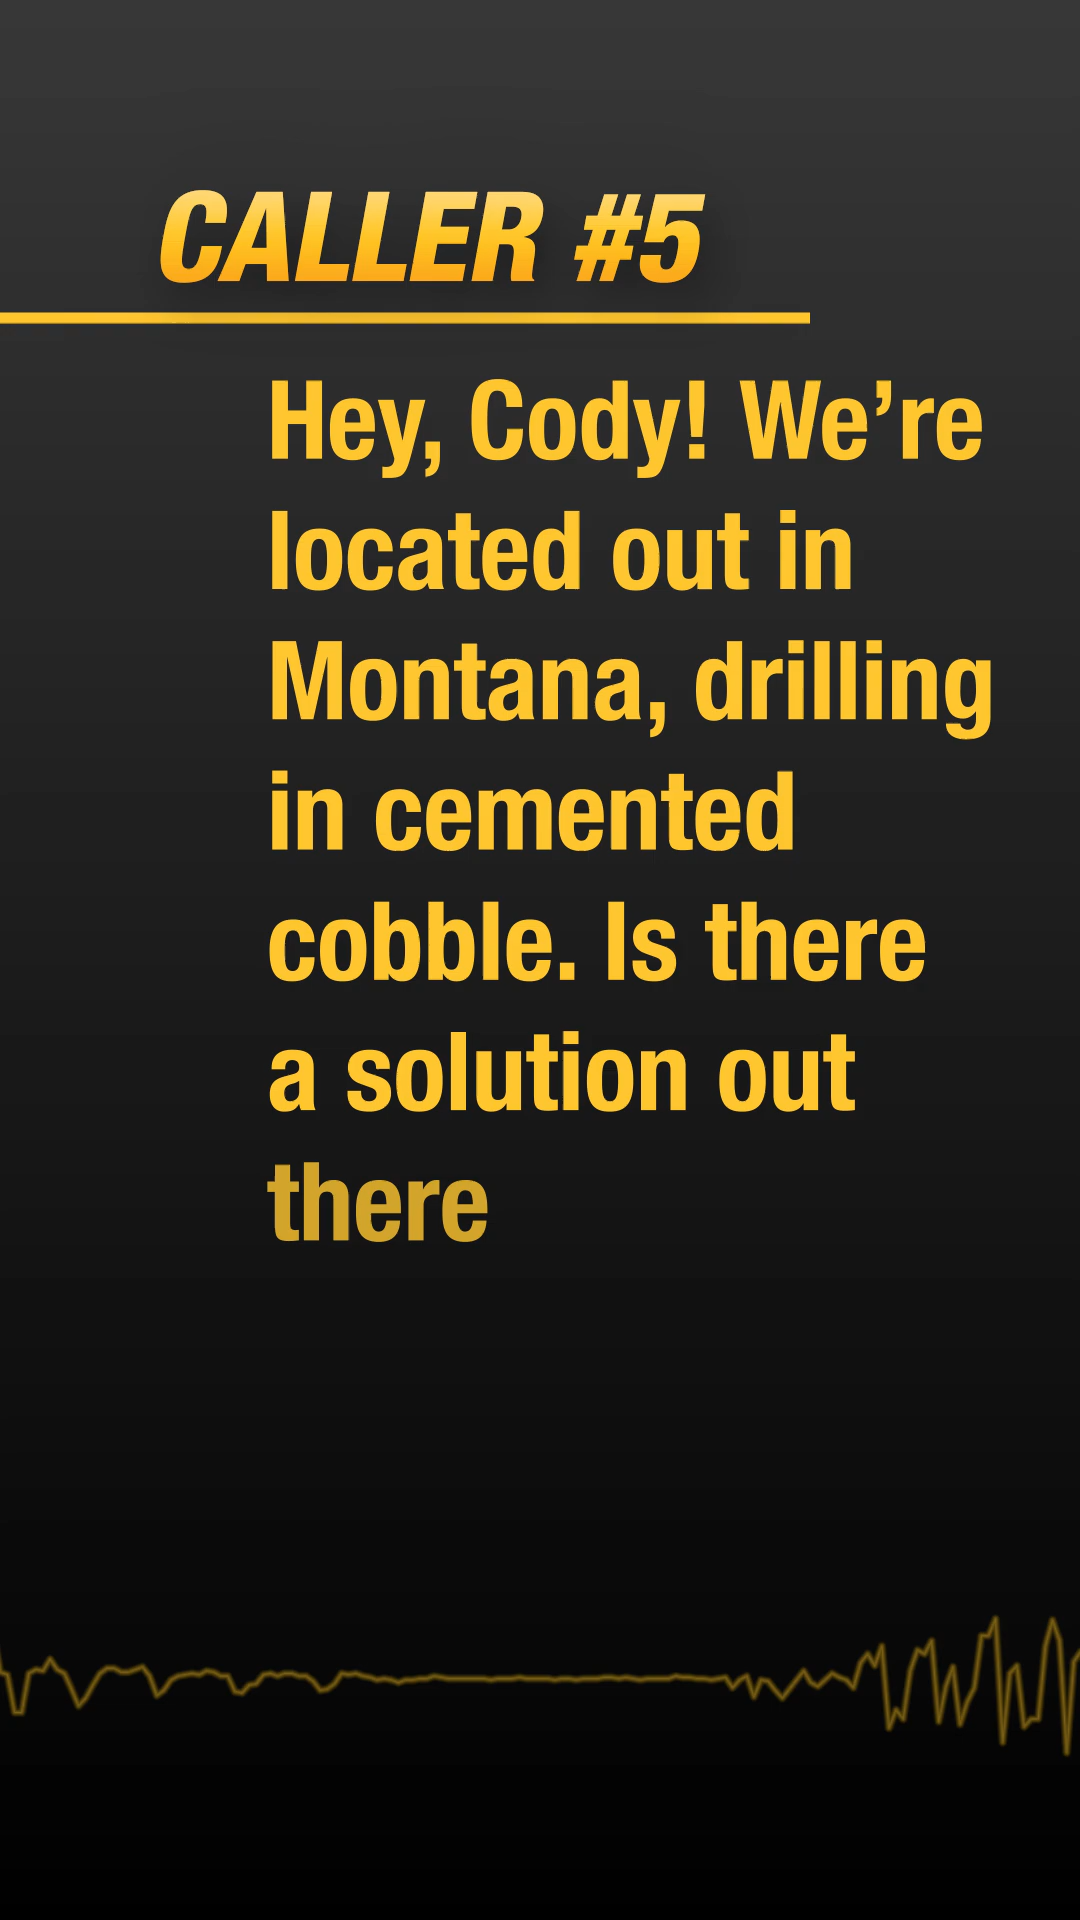 CALLER #5
Hey, Cody! We’re
located out in
Montana, drilling
in cemented
cobble. Is there
a solution out
there